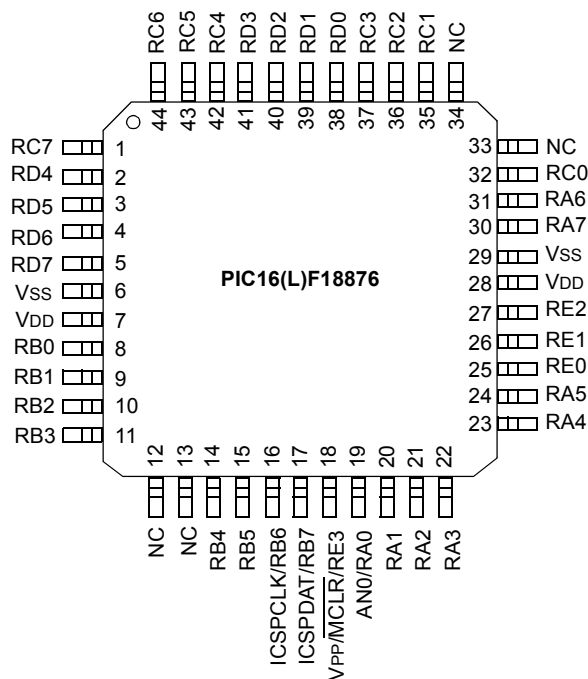 RC6
RC5
RC4
RD3
RD2
RD1
RD0
RC3
RC2
RC1
NC
44
43
42
41
40
39
38
37
36
35
34
RC7 1
RD4 2
RD5 3
RD6 4
RD7 5
VSS 6
VDD 7
RB0 8
RB1 9
RB2 10
RB3 11
PIC16(L)F18876
33 NC
32 RC0
31 RA6
30 RA7
29 VSS
28 VDD
27 RE2
26 RE1
25 RE0
24 RA5
23 RA4
12
13
14
15
16
17
18
19
20
21
22
NC
NC
RB4
RB5
ICSPCLK/RB6
ICSPDAT/RB7
VPP/MCLR/RE3
AN0/RA0
RA1
RA2
RA3